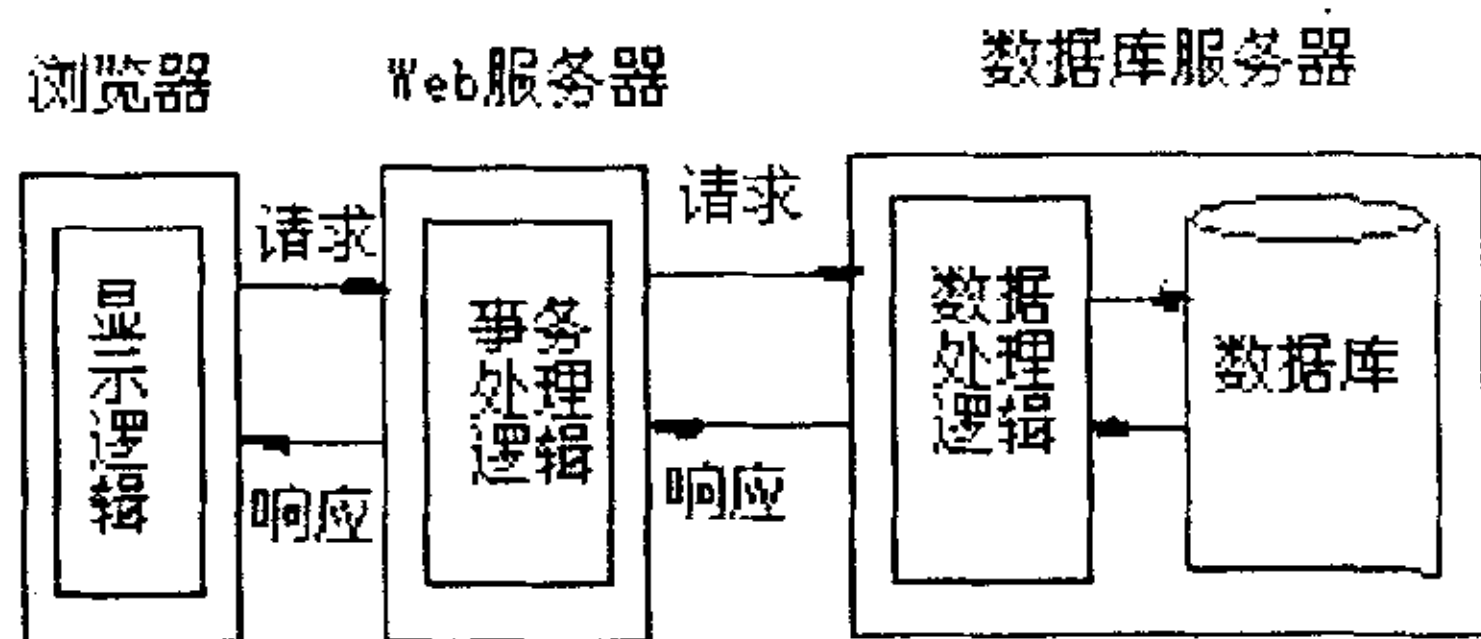 浏览器
Web服务器
数据库服务器
显示逻辑
请求
响应
事务
处理
逻辑
请求
响应
数据
处理
逻辑
数据库